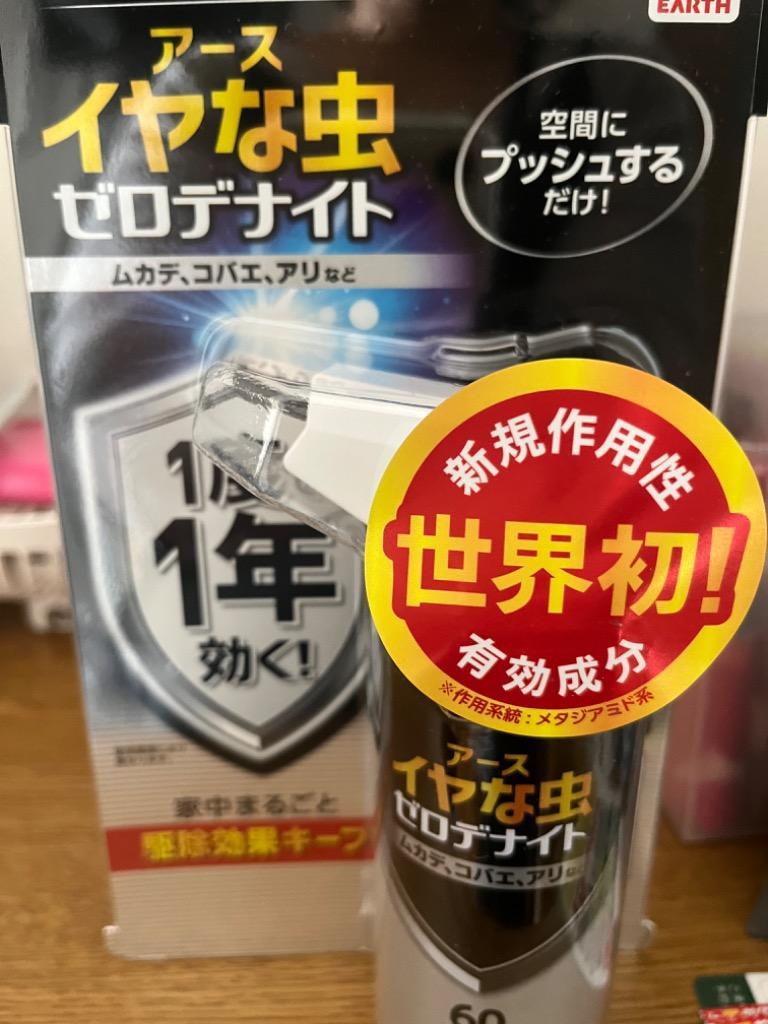 EARTH
アース
イヤな虫
ゼロデナイト
ムカデ、コバエ、アリなど
空間に
プッシュする
だけ!
1年
効く!
新規作用性
世界初!
有効成分
※作用系統:メタジアミド系
家中まるごと
駆除効果キープ
アース
イヤな虫
ゼロデナイト
ムカデ、コバエ、アリなど
60